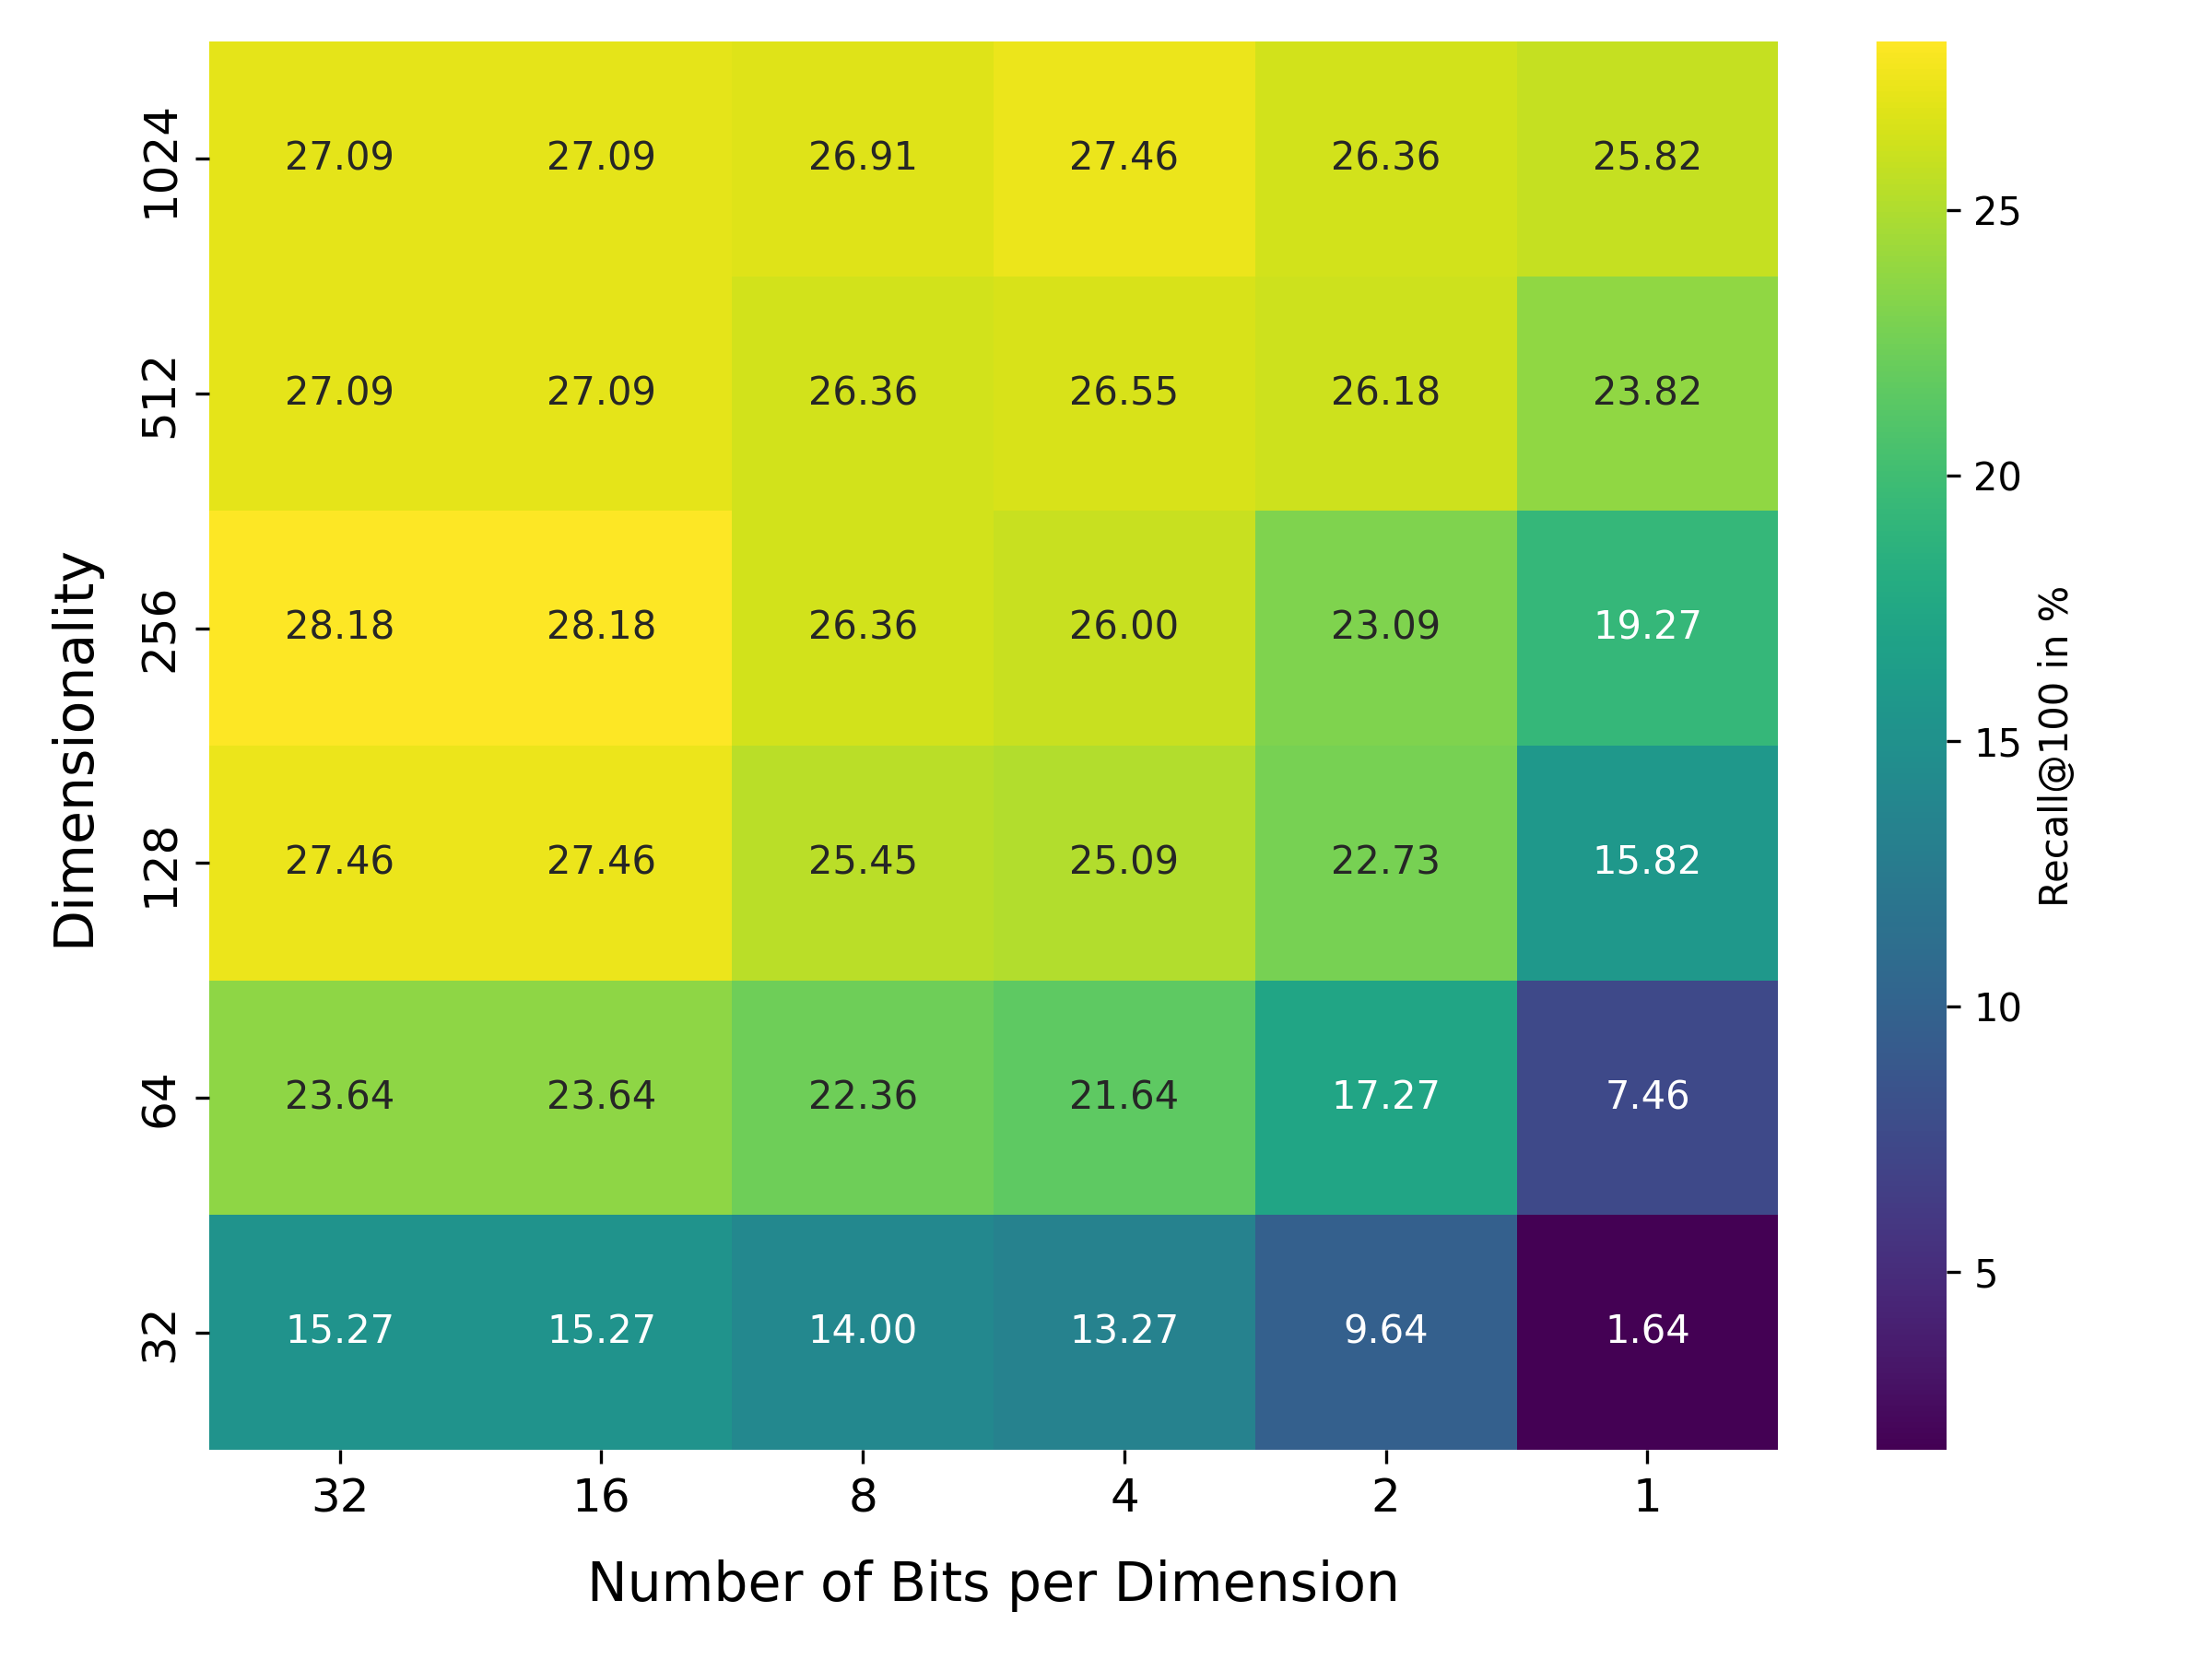 1024 27.09 27.09 26.91 27.46 26.36 25.82
512 27.09 27.09 26.36 26.55 26.18 23.82
256 28.18 28.18 26.36 26.00 23.09 19.27
128 27.46 27.46 25.45 25.09 22.73 15.82
64 23.64 23.64 22.36 21.64 17.27 7.46
32 15.27 15.27 14.00 13.27 9.64 1.64
32 16 8 4 2 1
Number of Bits per Dimension
Dimensionality
25
20
15
10
5
Recall@100 in %